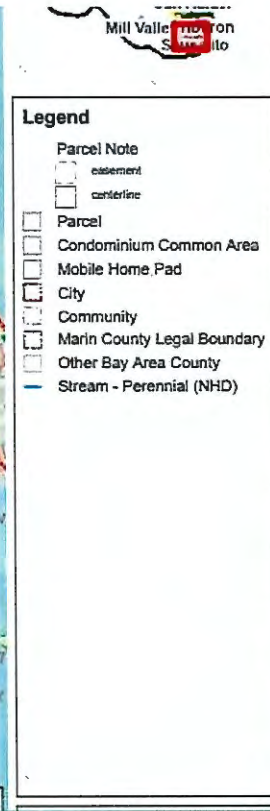 Mill Valle
Legend
Parcel Note
easement
centerline
Parcel
Condominium Common Area
Mobile Home Pad
City
Community
Marin County Legal Boundary
Other Bay Area County
Stream - Perennial (NHD)